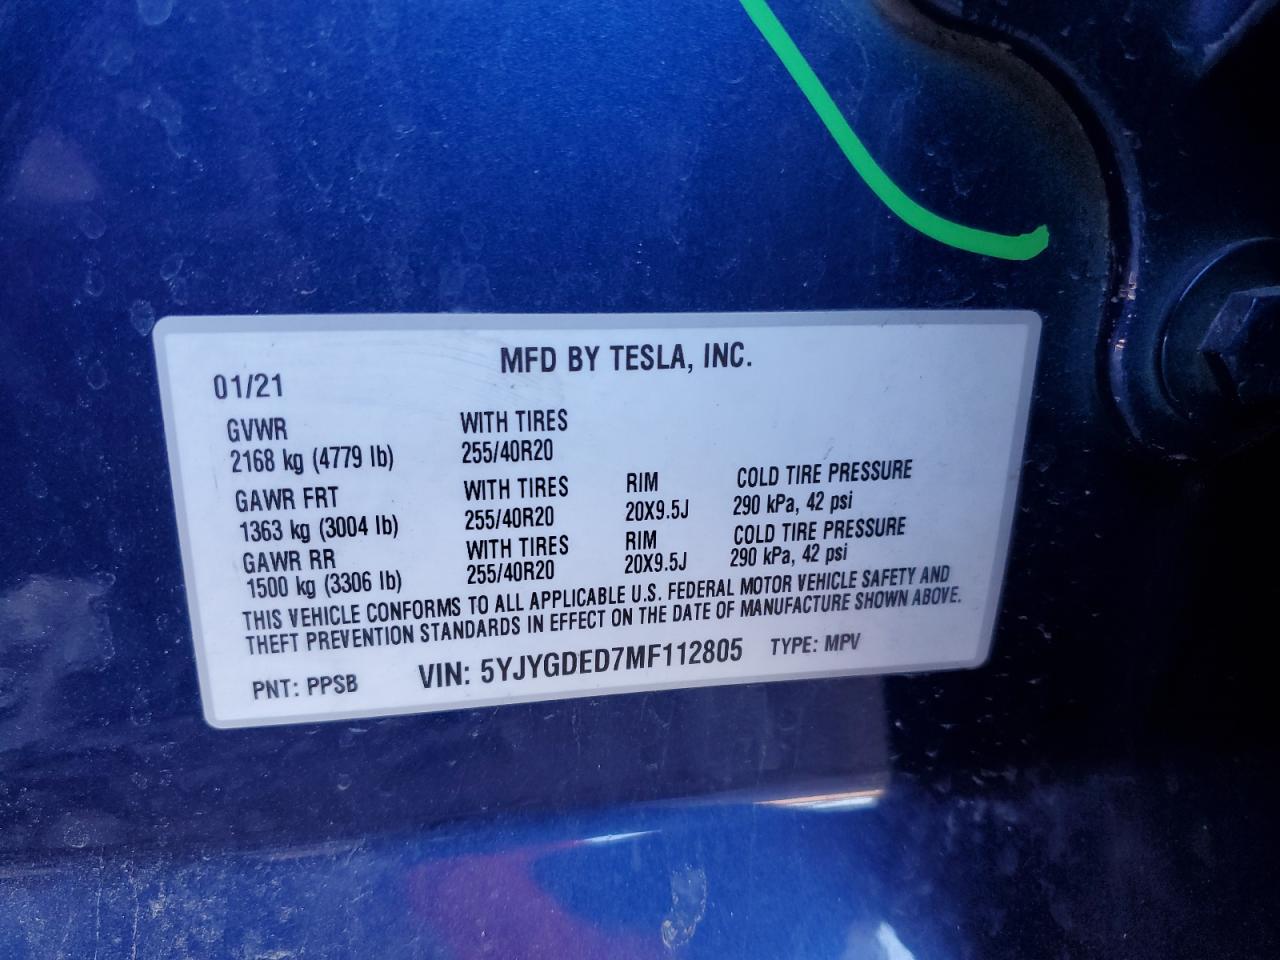 MFD BY TESLA, INC.
01/21
GVWR WITH TIRES
2168 kg (4779 lb) 255/40R20
GAWR FRT WITH TIRES RIM COLD TIRE PRESSURE
1363 kg (3004 lb) 255/40R20 20X9.5J 290 kPa, 42 psi
GAWR RR WITH TIRES RIM COLD TIRE PRESSURE
1500 kg (3306 lb) 255/40R20 20X9.5J 290 kPa, 42 psi
THIS VEHICLE CONFORMS TO ALL APPLICABLE U.S. FEDERAL MOTOR VEHICLE SAFETY AND
THEFT PREVENTION STANDARDS IN EFFECT ON THE DATE OF MANUFACTURE SHOWN ABOVE.
PNT: PPSB VIN: 5YJYGDED7MF112805 TYPE: MPV